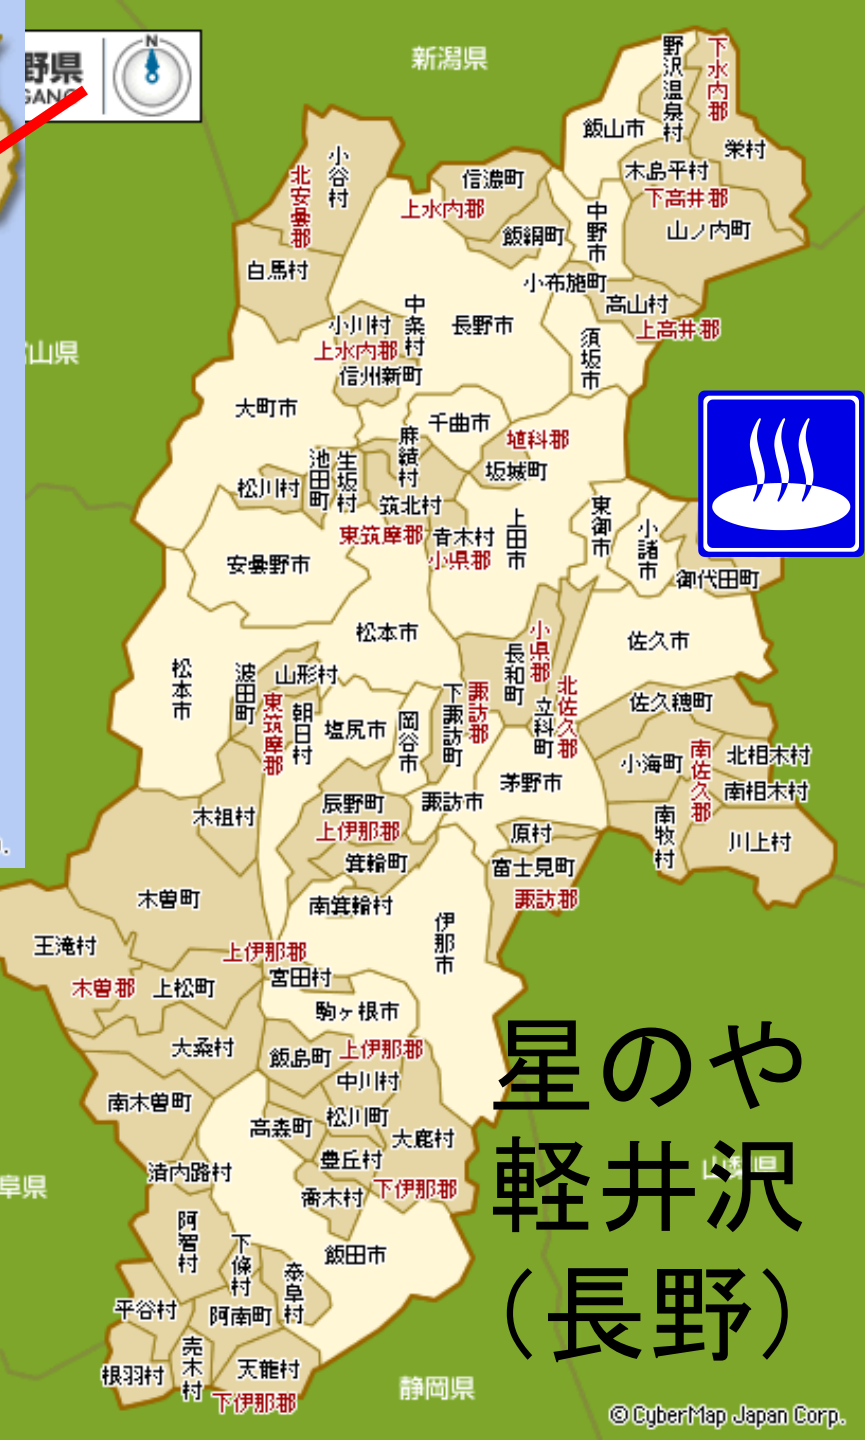 野県
N
新潟県
野沢温泉村
下水内郡
飯山市
栄村
木島平村
下高井郡
山ノ内町
小谷村
北安曇郡
信濃町
上水内郡
飯綱町
中野市
白馬村
小布施町
高山村
上高井郡
小川村
中条村
長野市
須坂市
山県
上水内郡
信州新町
大町市
千曲市
埴科郡
麻績村
坂城町
池田町
生坂村
松川村
筑北村
東筑摩郡
青木村
小県郡
上田市
東御市
小諸市
御代田町
安曇野市
松本市
佐久市
松本市
波田町
山形村
東筑摩郡
朝日村
塩尻市
岡谷市
下諏訪町
諏訪郡
長和町
小県郡
立科町
北佐久郡
佐久穂町
小海町
南佐久郡
北相木村
南相木村
南牧村
川上村
茅野市
諏訪市
原村
富士見町
諏訪郡
木祖村
辰野町
上伊那郡
箕輪町
南箕輪村
伊那市
木曽町
王滝村
上伊那郡
宮田村
木曽郡
上松町
駒ヶ根市
大桑村
飯島町
上伊那郡
中川村
南木曽町
高森町
松川町
大鹿村
豊丘村
清内路村
喬木村
下伊那郡
阜県
山梨県
阿智村
下條村
泰阜村
飯田市
平谷村
阿南町
売木村
根羽村
天龍村
下伊那郡
静岡県
星のや
軽井沢
（長野）
© CyberMap Japan Corp.